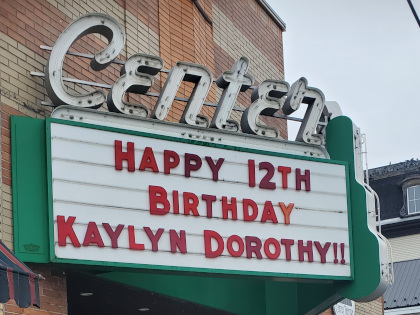 Center
HAPPY 12TH
BIRTHDAY
KAYLYN DOROTHY!!